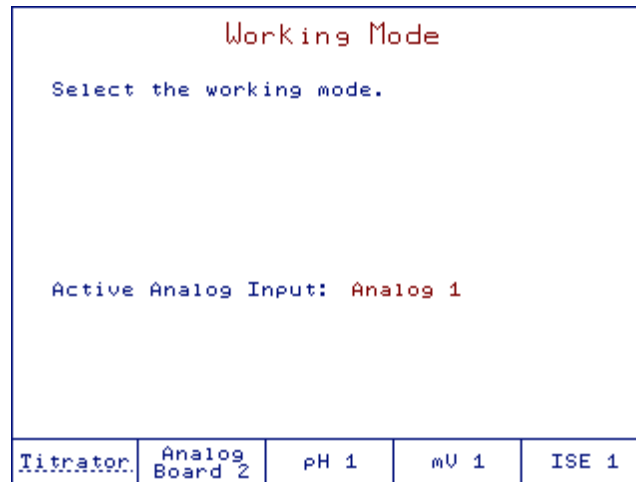 Working Mode
Select the working mode.
Active Analog Input: Analog 1
Titrator
Analog
Board 2
pH 1
mV 1
ISE 1